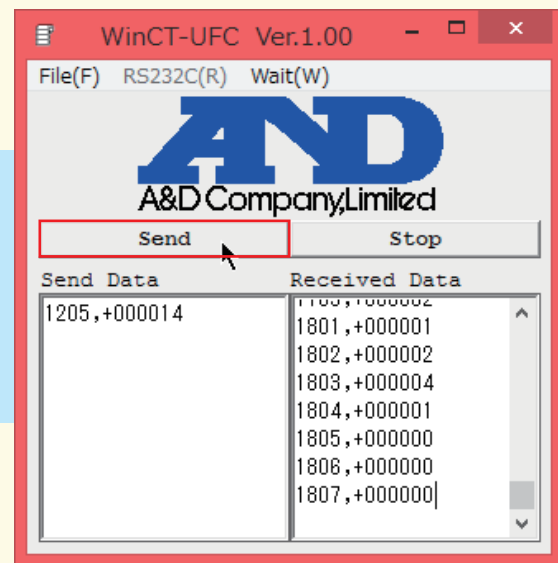 WinCT-UFC Ver.1.00
File(F) RS232C(R) Wait(W)
AND
A&D Company,Limited
Send Stop
Send Data Received Data
1205,+000014
1801,+000001
1802,+000002
1803,+000004
1804,+000001
1805,+000000
1806,+000000
1807,+000000